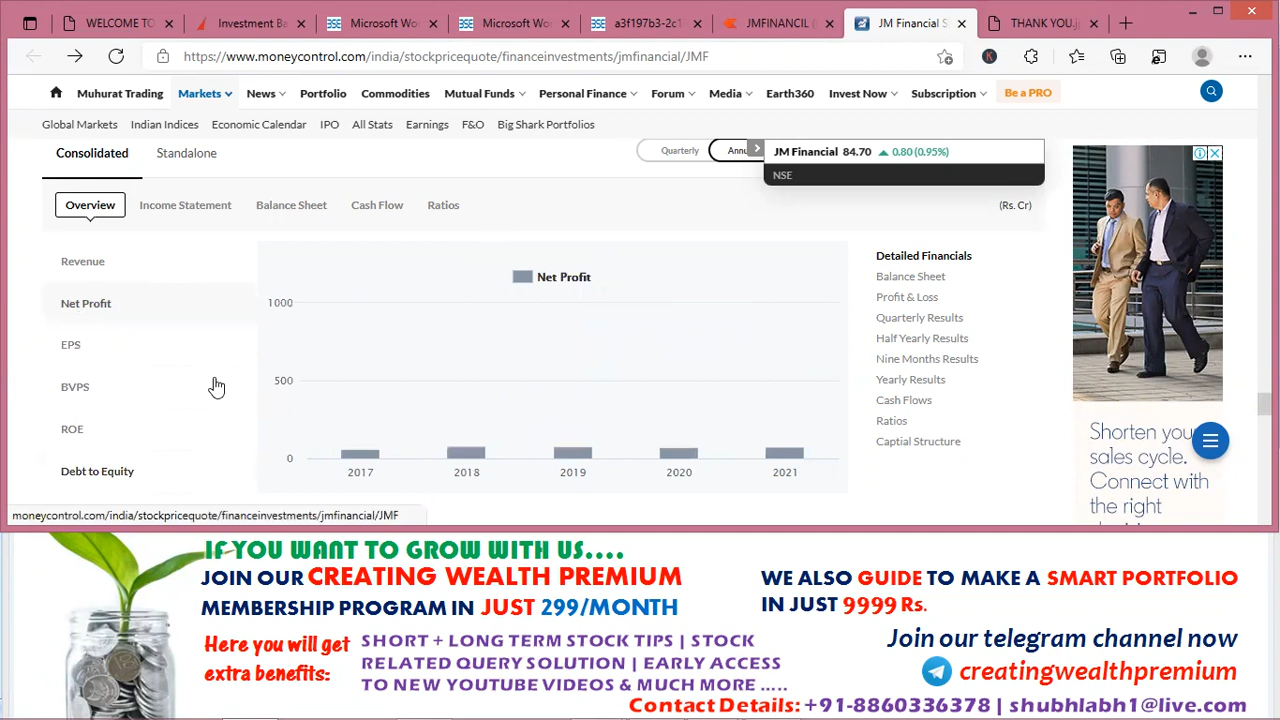 WELCOME TO
Investment Ba
Microsoft Wo
Microsoft Wo
a3f197b3-2c1
JMFINANCIL (
JM Financial S
THANK YOU.j
https://www.moneycontrol.com/india/stockpricequote/financeinvestments/jmfinancial/JMF
Muhurat Trading Markets News Portfolio Commodities Mutual Funds Personal Finance Forum Media Earth360 Invest Now Subscription Be a PRO
Global Markets Indian Indices Economic Calendar IPO All Stats Earnings F&O Big Shark Portfolios
Consolidated Standalone
Quarterly Annu
JM Financial 84.70 ▲ 0.80 (0.95%)
NSE
Overview Income Statement Balance Sheet Cash Flow Ratios (Rs. Cr)
Revenue
Net Profit
EPS
BVPS
ROE
Debt to Equity
Net Profit
1000
500
0
2017 2018 2019 2020 2021
Detailed Financials
Balance Sheet
Profit & Loss
Quarterly Results
Half Yearly Results
Nine Months Results
Yearly Results
Cash Flows
Ratios
Captial Structure
Shorten you
sales cycle.
Connect with
the right
moneycontrol.com/india/stockpricequote/financeinvestments/jmfinancial/JMF
IF YOU WANT TO GROW WITH US....
JOIN OUR CREATING WEALTH PREMIUM
MEMBERSHIP PROGRAM IN JUST 299/MONTH
Here you will get
extra benefits:
SHORT + LONG TERM STOCK TIPS | STOCK
RELATED QUERY SOLUTION | EARLY ACCESS
TO NEW YOUTUBE VIDEOS & MUCH MORE .....
WE ALSO GUIDE TO MAKE A SMART PORTFOLIO
IN JUST 9999 Rs.
Join our telegram channel now
creatingwealthpremium
Contact Details: +91-8860336378 | shubhlabh1@live.com